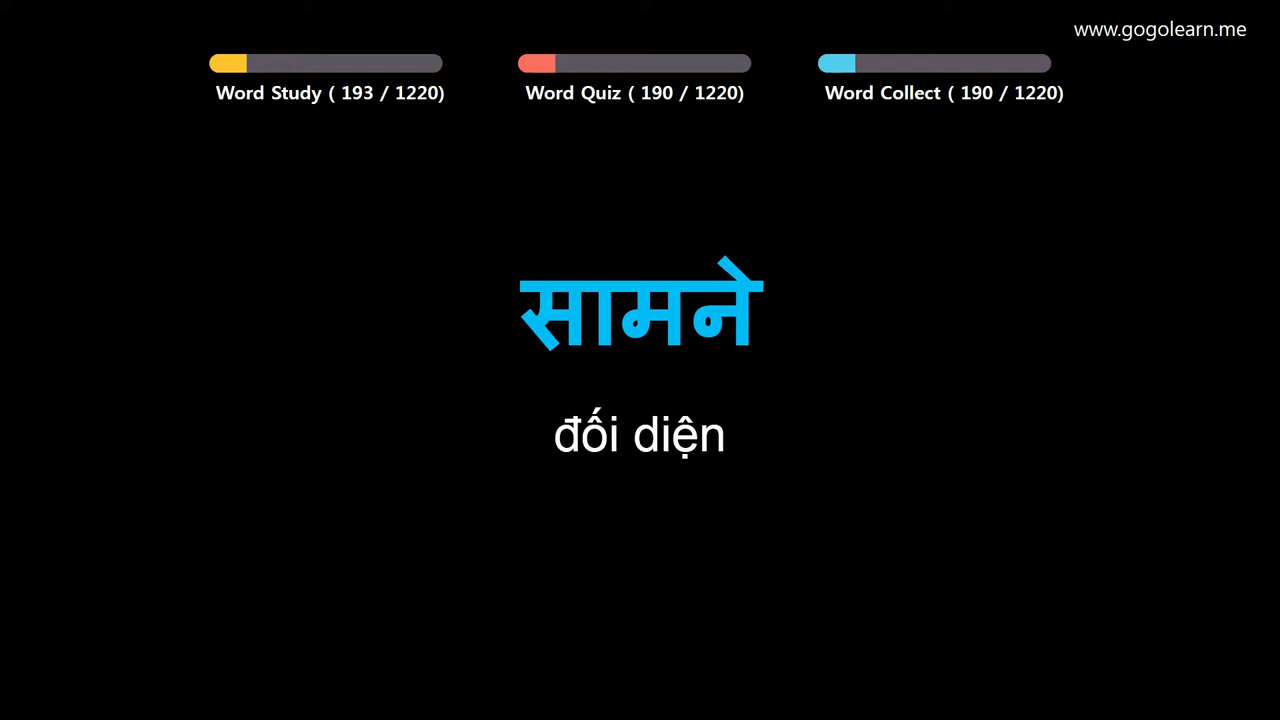 www.gogolearn.me
Word Study ( 193 / 1220)
Word Quiz ( 190 / 1220)
Word Collect ( 190 / 1220)
सामने
đối diện